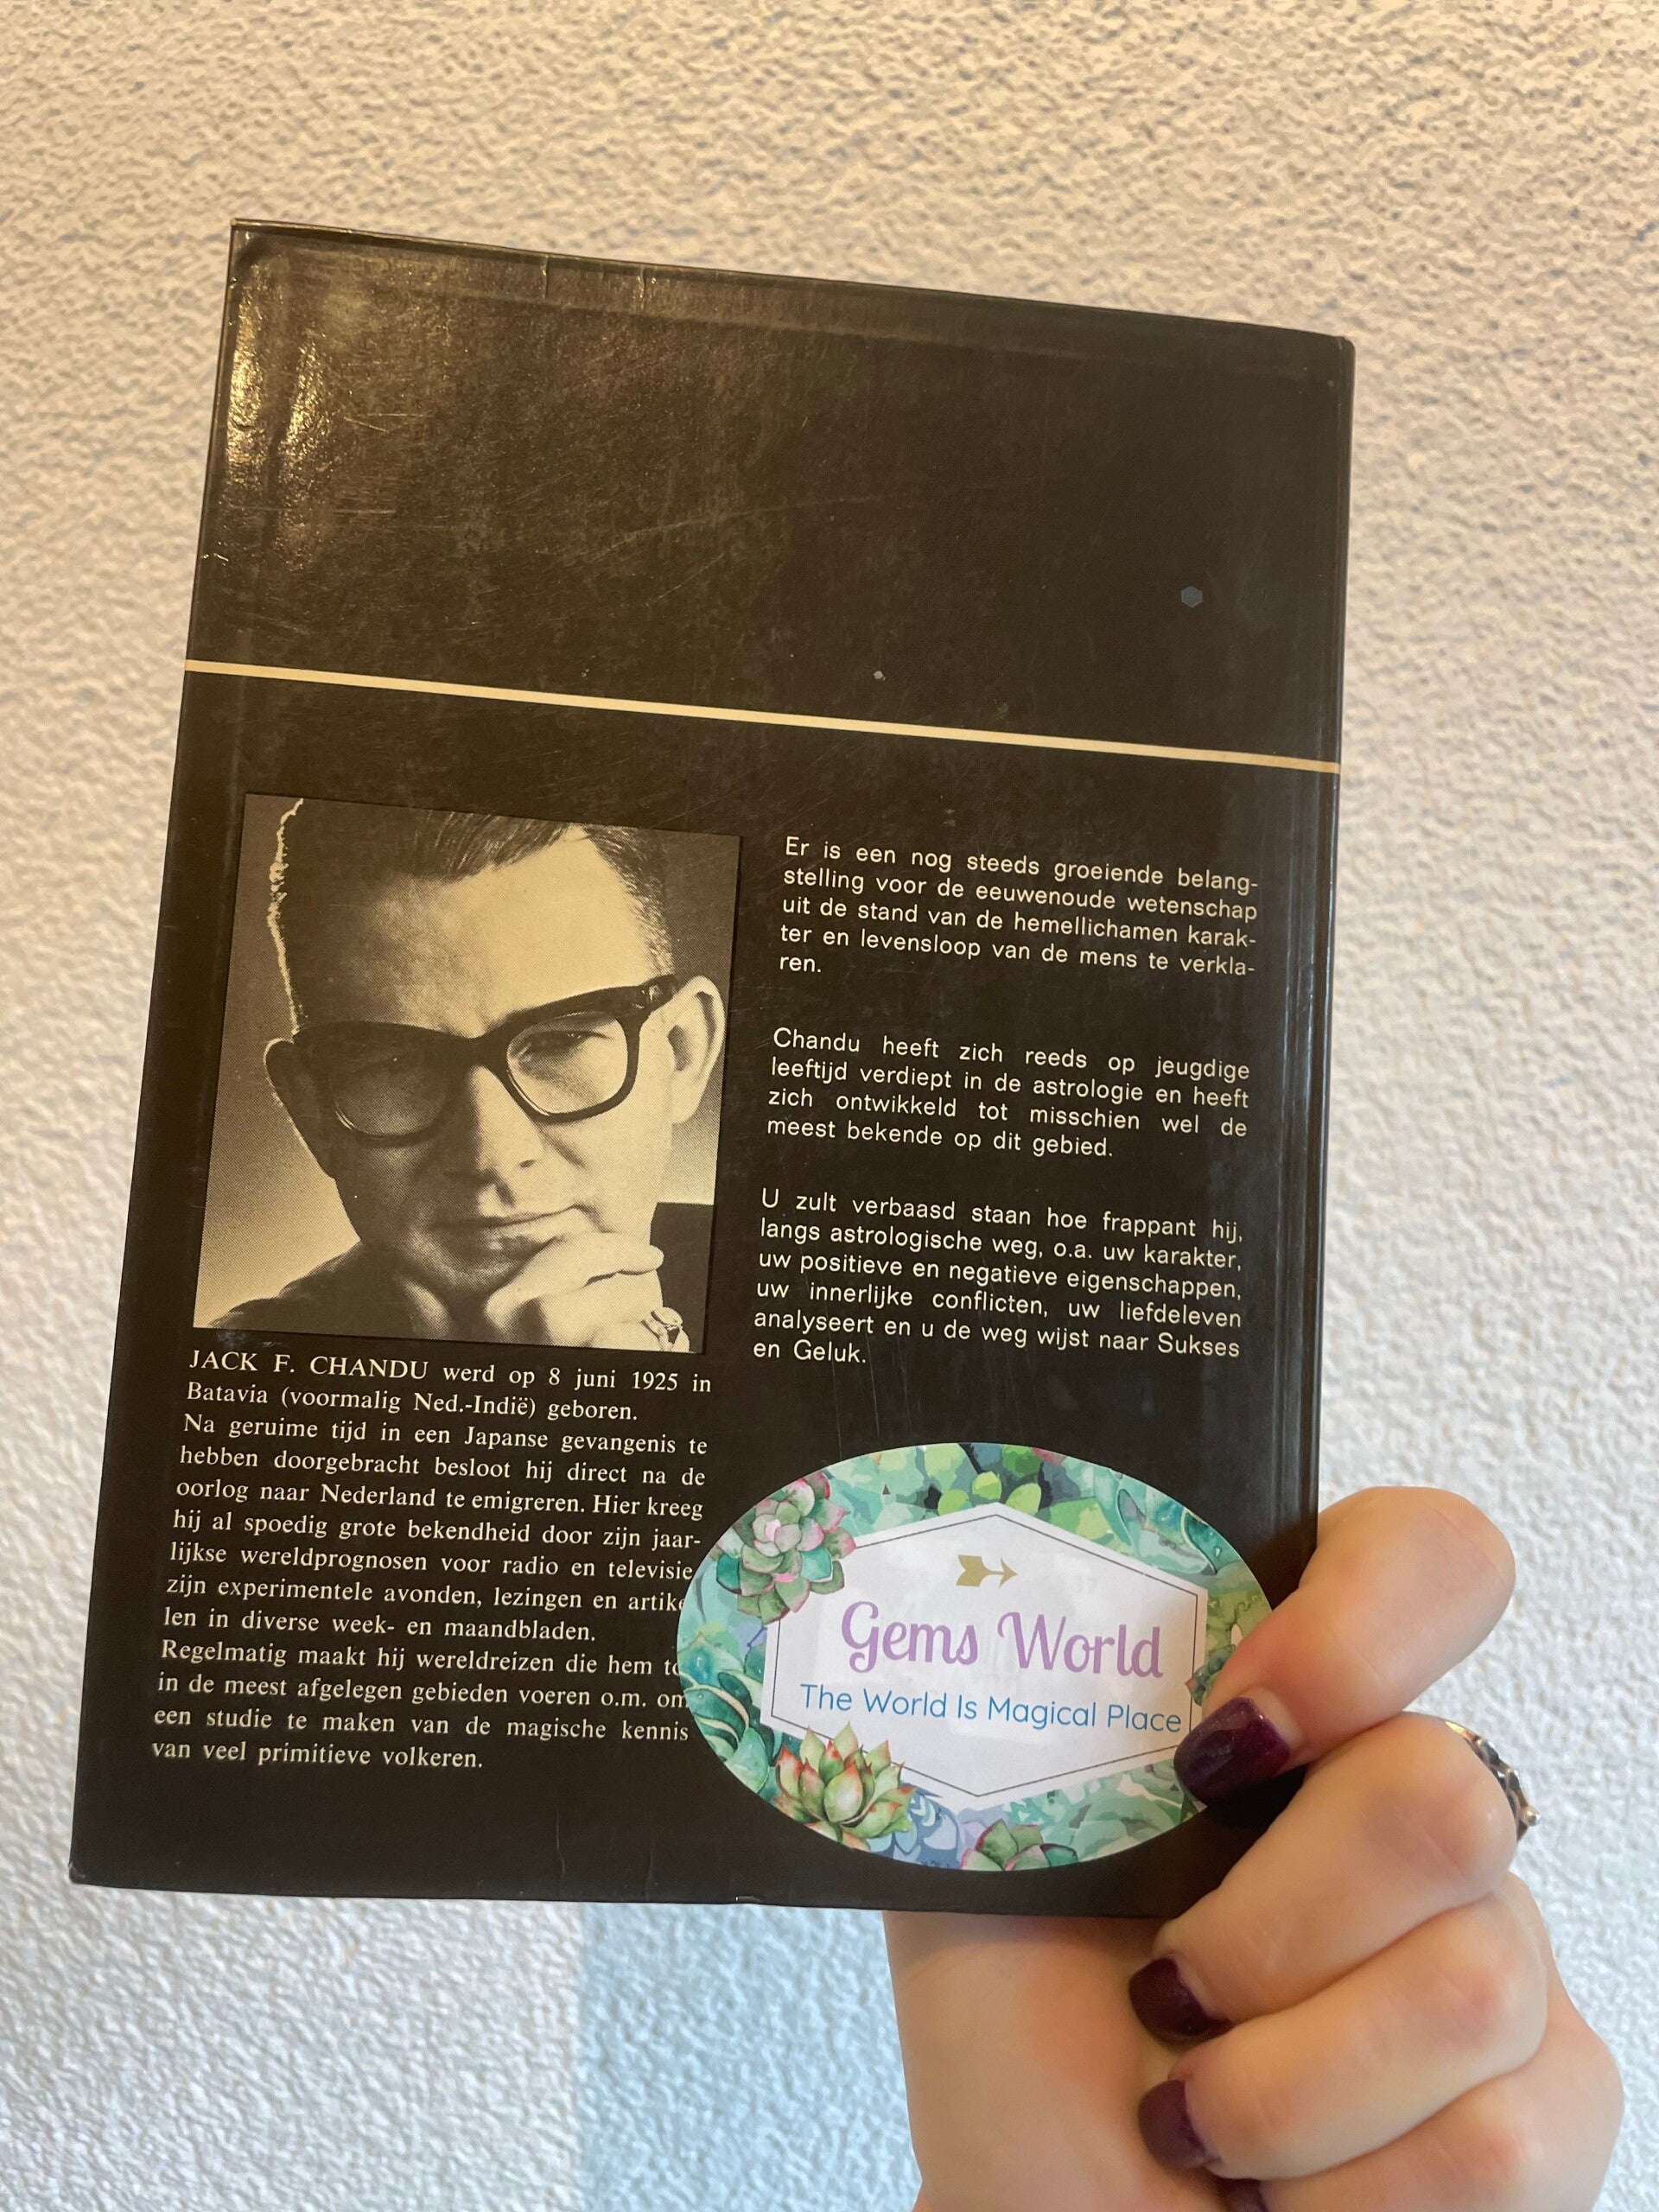 Er is een nog steeds groeiende belang-
stelling voor de eeuwenoude wetenschap
uit de stand van de hemellichamen karak-
ter en levensloop van de mens te verkla-
ren.
Chandu heeft zich reeds op jeugdige
leeftijd verdiept in de astrologie en heeft
zich ontwikkeld tot misschien wel de
meest bekende op dit gebied.
U zult verbaasd staan hoe frappant hij,
langs astrologische weg, o.a. uw karakter,
uw positieve en negatieve eigenschappen,
uw innerlijke conflicten, uw liefdeleven
analyseert en u de weg wijst naar Sukses
en Geluk.
JACK F. CHANDU werd op 8 juni 1925 in
Batavia (voormalig Ned.-Indië) geboren.
Na geruime tijd in een Japanse gevangenis te
hebben doorgebracht besloot hij direct na de
oorlog naar Nederland te emigreren. Hier kreeg
hij al spoedig grote bekendheid door zijn jaar-
lijkse wereldprognosen voor radio en televisie
zijn experimentele avonden, lezingen en artike
len in diverse week- en maandbladen.
Regelmatig maakt hij wereldreizen die hem
in de meest afgelegen gebieden voeren o.m. om
een studie te maken van de magische kennis
van veel primitieve volkeren.
Gems World
The World Is Magical Place